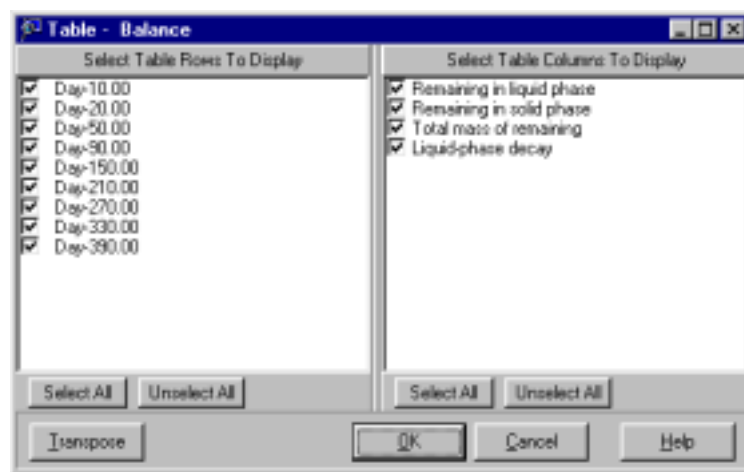 Table - Balance
Select Table Rows To Display
Day-10.00
Day-20.00
Day-50.00
Day-90.00
Day-150.00
Day-210.00
Day-270.00
Day-330.00
Day-390.00
Select All Unselect All
Select Table Columns To Display
Remaining in liquid phase
Remaining in solid phase
Total mass of remaining
Liquid-phase decay
Select All Unselect All
Transpose OK Cancel Help